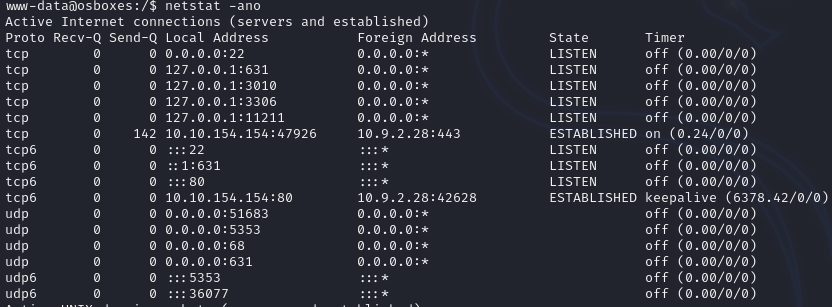 www-data@osboxes:/$ netstat -ano
Active Internet connections (servers and established)
Proto Recv-Q Send-Q Local Address           Foreign Address         State       Timer
tcp        0      0 0.0.0.0:22              0.0.0.0:*               LISTEN      off (0.00/0/0)
tcp        0      0 127.0.0.1:631           0.0.0.0:*               LISTEN      off (0.00/0/0)
tcp        0      0 127.0.0.1:3010          0.0.0.0:*               LISTEN      off (0.00/0/0)
tcp        0      0 127.0.0.1:3306          0.0.0.0:*               LISTEN      off (0.00/0/0)
tcp        0      0 127.0.0.1:11211         0.0.0.0:*               LISTEN      off (0.00/0/0)
tcp        0    142 10.10.154.154:47926     10.9.2.28:443           ESTABLISHED on (0.24/0/0)
tcp6       0      0 :::22                   :::*                    LISTEN      off (0.00/0/0)
tcp6       0      0 ::1:631                 :::*                    LISTEN      off (0.00/0/0)
tcp6       0      0 :::80                   :::*                    LISTEN      off (0.00/0/0)
tcp6       0      0 10.10.154.154:80        10.9.2.28:42628         ESTABLISHED keepalive (6378.42/0/0)
udp        0      0 0.0.0.0:51683           0.0.0.0:*                           off (0.00/0/0)
udp        0      0 0.0.0.0:5353            0.0.0.0:*                           off (0.00/0/0)
udp        0      0 0.0.0.0:68              0.0.0.0:*                           off (0.00/0/0)
udp        0      0 0.0.0.0:631             0.0.0.0:*                           off (0.00/0/0)
udp6       0      0 :::5353                 :::*                                off (0.00/0/0)
udp6       0      0 :::36077                :::*                                off (0.00/0/0)